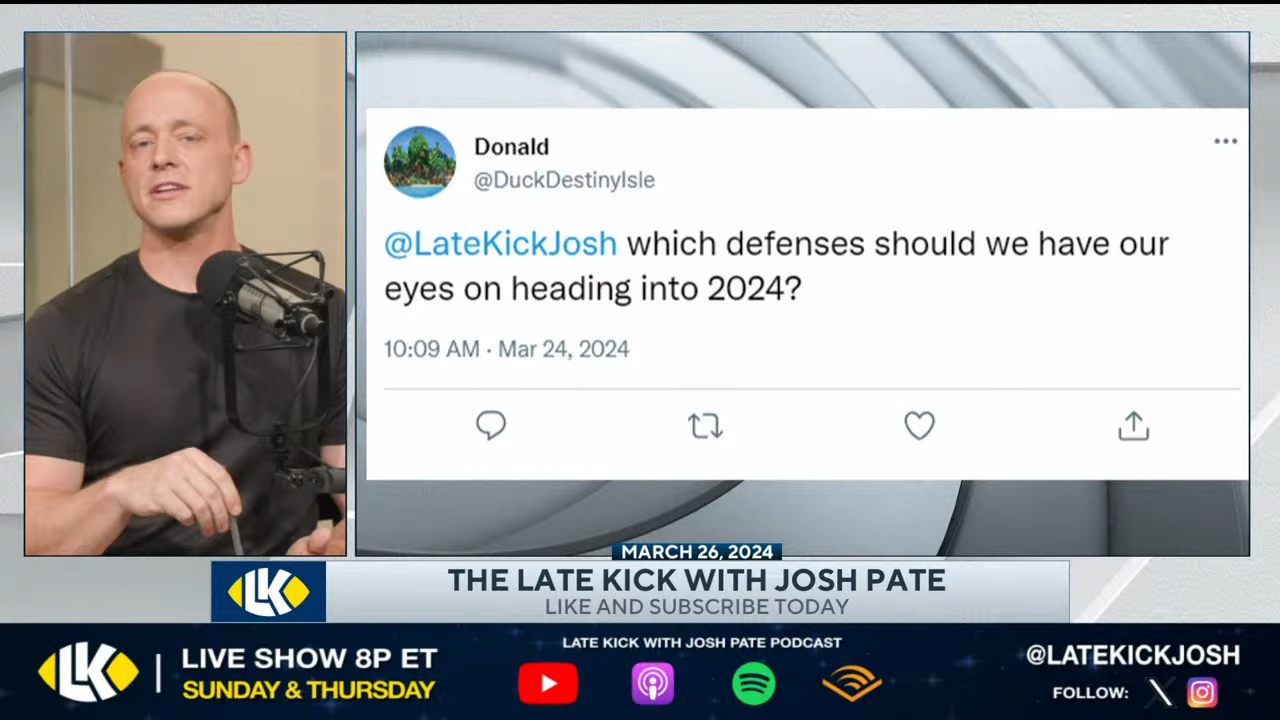 Donald
@DuckDestinyIsle
@LateKickJosh which defenses should we have our
eyes on heading into 2024?
10:09 AM · Mar 24, 2024
MARCH 26, 2024
LK
THE LATE KICK WITH JOSH PATE
LIKE AND SUBSCRIBE TODAY
LK
LIVE SHOW 8P ET
SUNDAY & THURSDAY
LATE KICK WITH JOSH PATE PODCAST
@LATEKICKJOSH
FOLLOW: